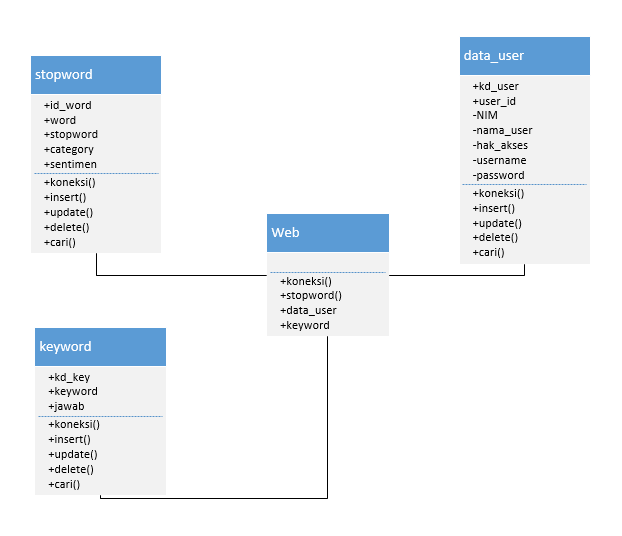 stopword
+id_word
+word
+stopword
+category
+sentimen
+koneksi()
+insert()
+update()
+delete()
+cari()
data_user
+kd_user
+user_id
-NIM
-nama_user
-hak_akses
-username
-password
+koneksi()
+insert()
+update()
+delete()
+cari()
Web
+koneksi()
+stopword()
+data_user
+keyword
keyword
+kd_key
+keyword
+jawab
+koneksi()
+insert()
+update()
+delete()
+cari()